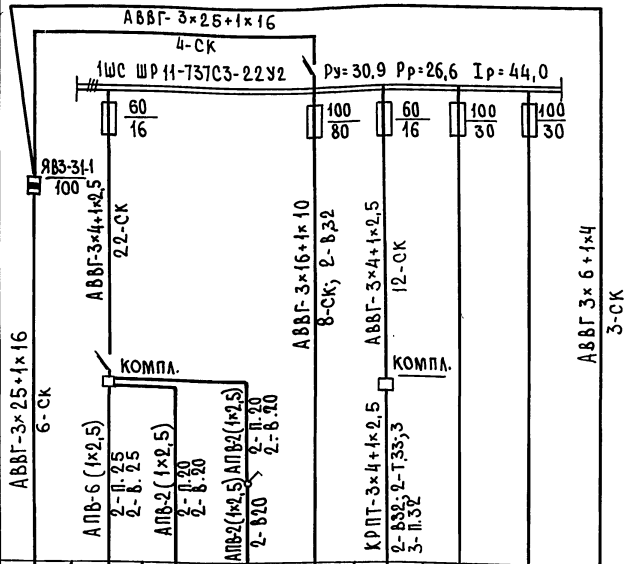 АВВГ-3×25+1×16
4-СК
1ШС ШР11-737СЗ-22У2 Ру=30,9 Рр=26,6 Iр=44,0
60/16
100/80
60/16
100/30
100/30
ЯВЗ-31-1
100
АВВГ-3×4+1×2,5
22-СК
АВВГ-3×16+1×10
8-СК; 2-В,32
АВВГ-3×4+1×2,5
12-СК
АВВГ 3×6+1×4
3-СК
АВВГ-3×25+1×16
6-СК
КОМПЛ.
КОМПЛ.
АПВ-6 (1×2,5)
2-П.25
2-В.25
АПВ-2 (1×2,5)
2-П.20
2-В.20
АПВ-2(1×2,5)
2-П.20
2-В.20
АПВ-2(1×2,5)
2-В20
КРПТ-3×4+1×2,5
2-В32; 2-Т.33;3
3-П.32